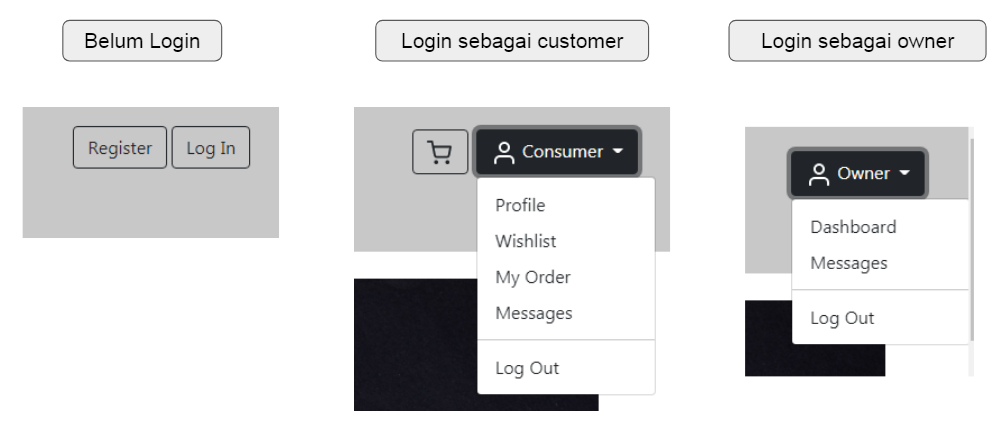 Belum Login
Login sebagai customer
Login sebagai owner
Register
Log In
Consumer
Profile
Wishlist
My Order
Messages
Log Out
Owner
Dashboard
Messages
Log Out